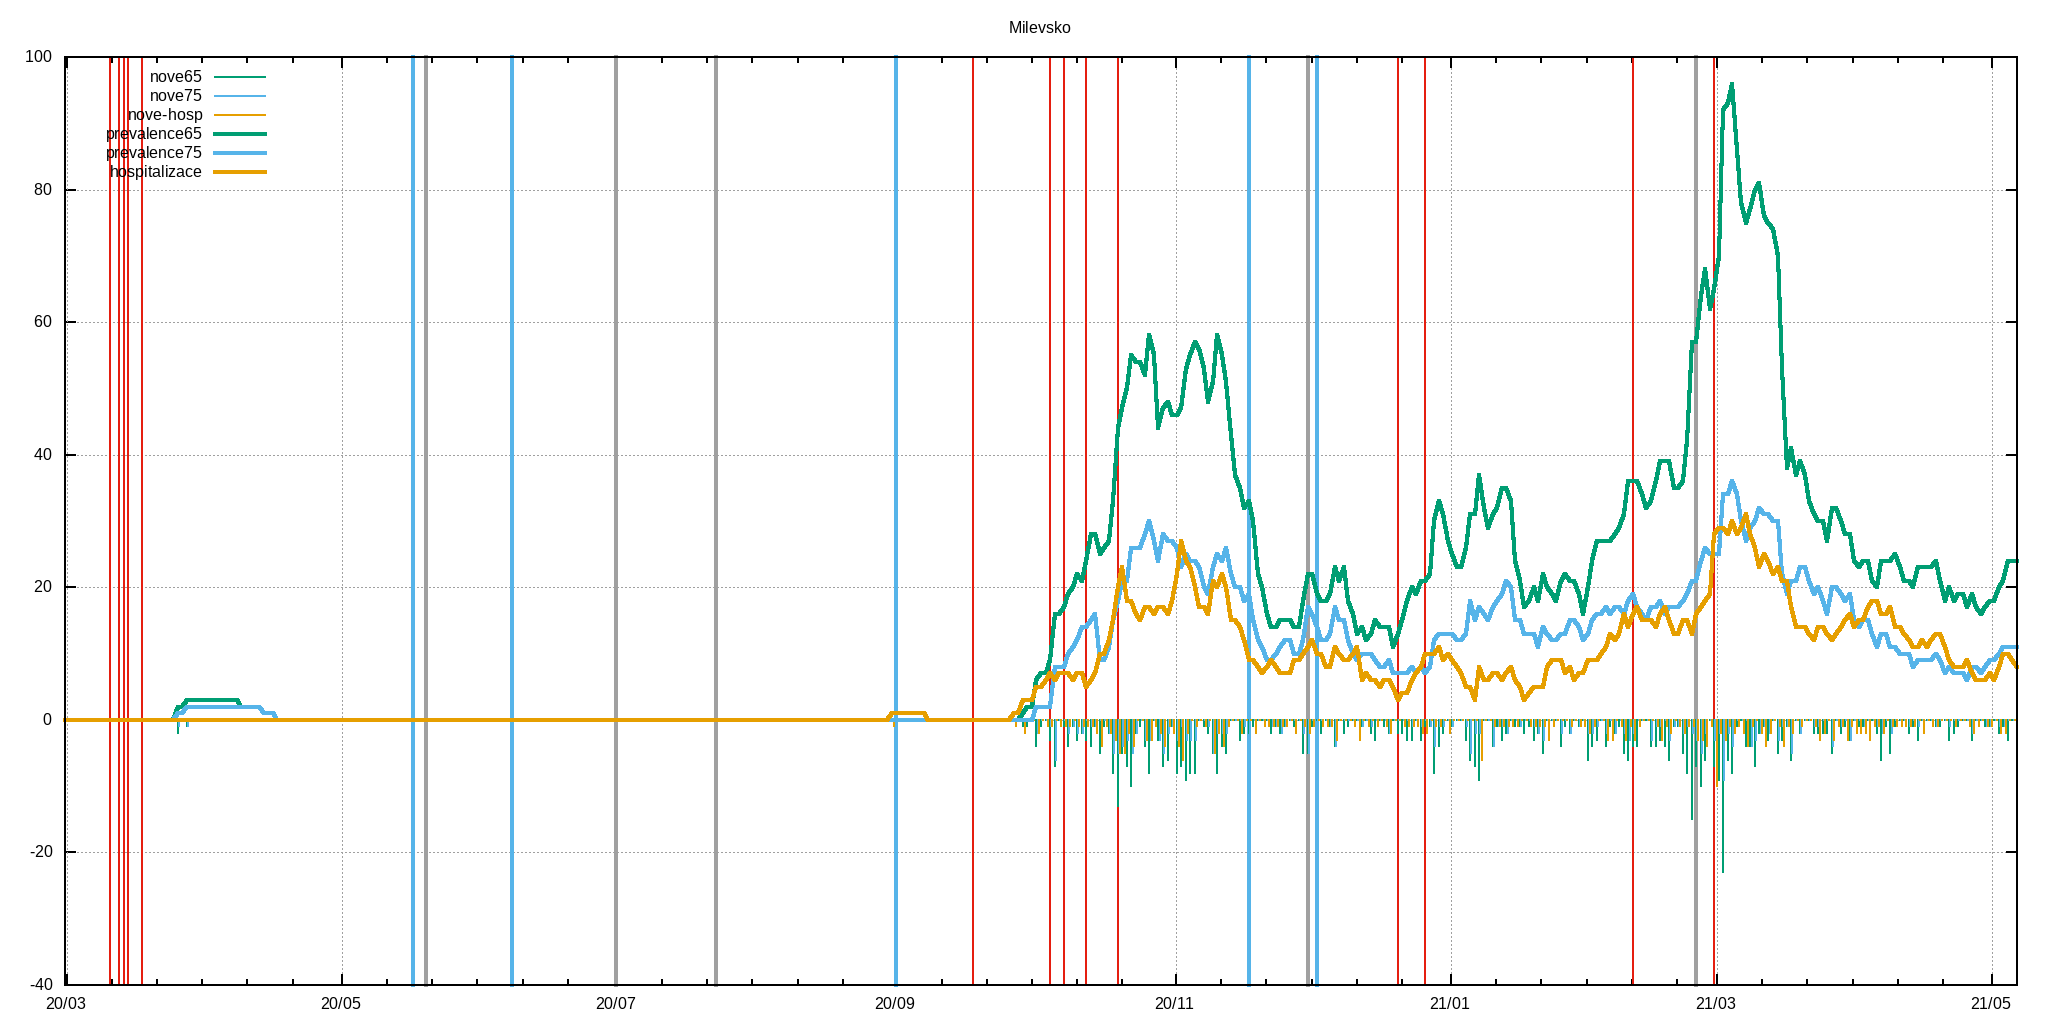 Milevsko
100
nove65
nove75
nove-hosp
prevalence65
prevalence75
hospitalizace
80
60
40
20
0
-20
-40
20/03 20/05 20/07 20/09 20/11 21/01 21/03 21/05